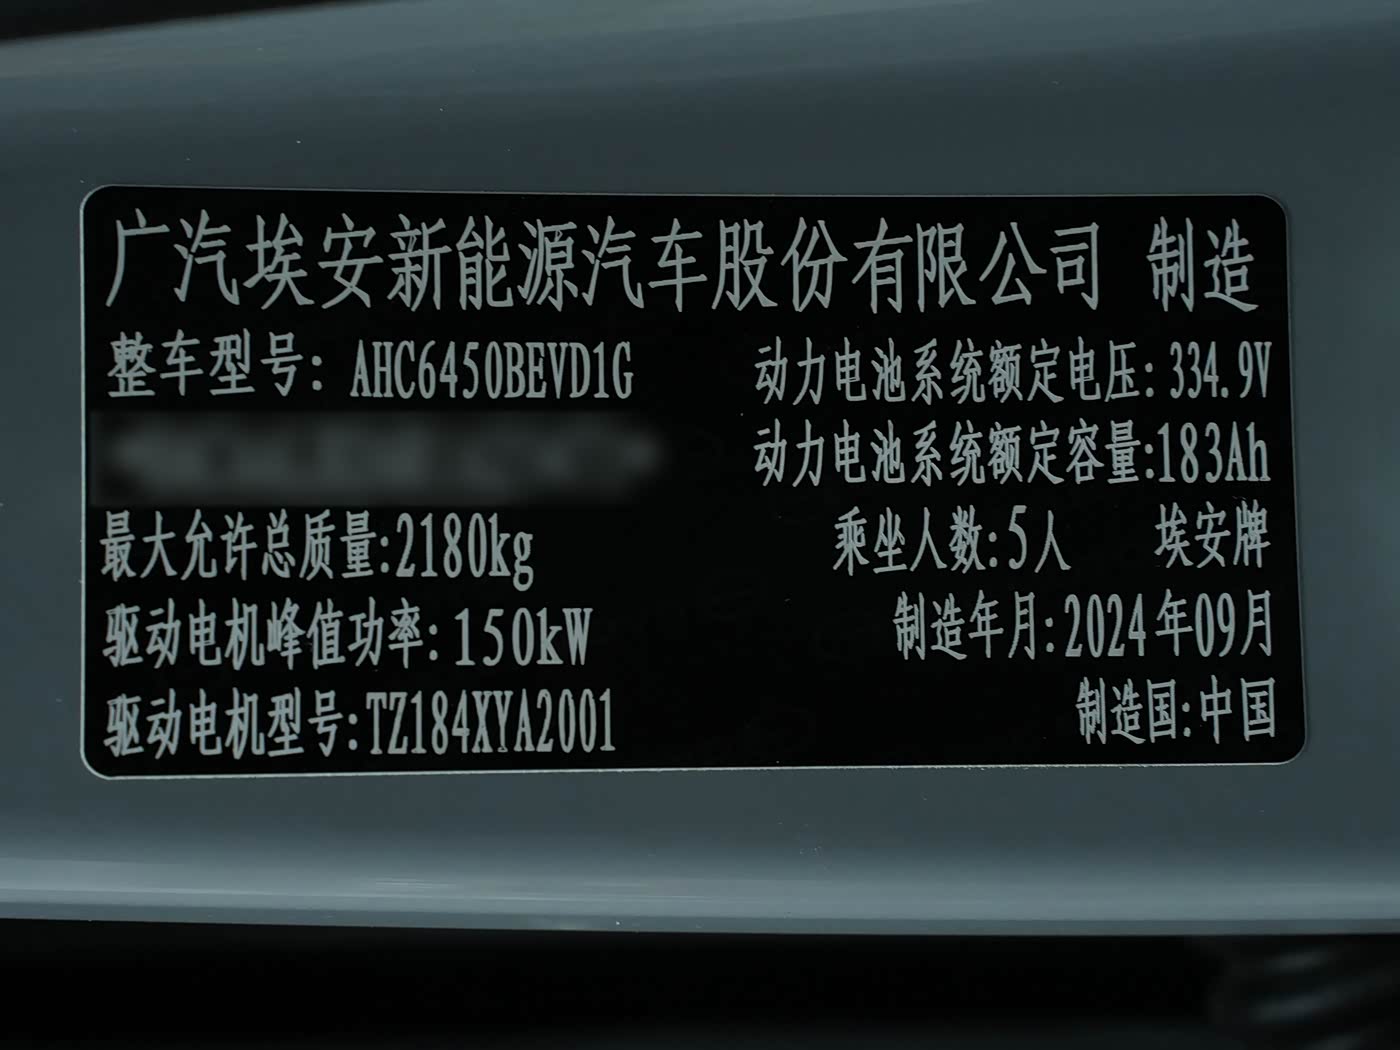 广汽埃安新能源汽车股份有限公司 制造
整车型号：AHC6450BEVD1G
动力电池系统额定电压：334.9V
动力电池系统额定容量：183Ah
最大允许总质量：2180kg
乘坐人数：5人 埃安牌
驱动电机峰值功率：150kW
制造年月：2024年09月
驱动电机型号：TZ184XYA2001
制造国：中国